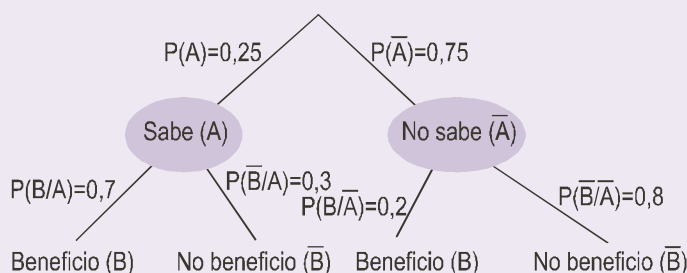 P(A)=0,25 P(A̅)=0,75
Sabe (A) No sabe (A̅)
P(B/A)=0,7 P(B̅/A)=0,3 P(B/A̅)=0,2 P(B̅/A̅)=0,8
Beneficio (B) No beneficio (B̅) Beneficio (B) No beneficio (B̅)